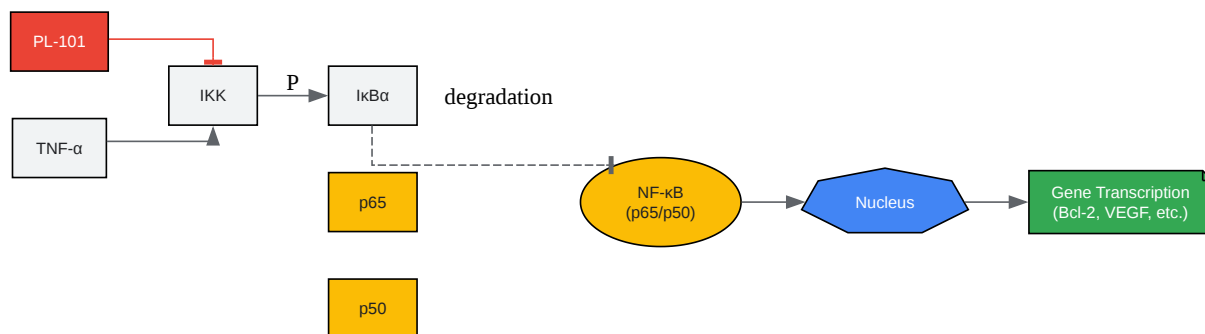 PL-101
TNF-α
IKK
P
IκBα
degradation
p65
p50
NF-κB
(p65/p50)
Nucleus
Gene Transcription
(Bcl-2, VEGF, etc.)